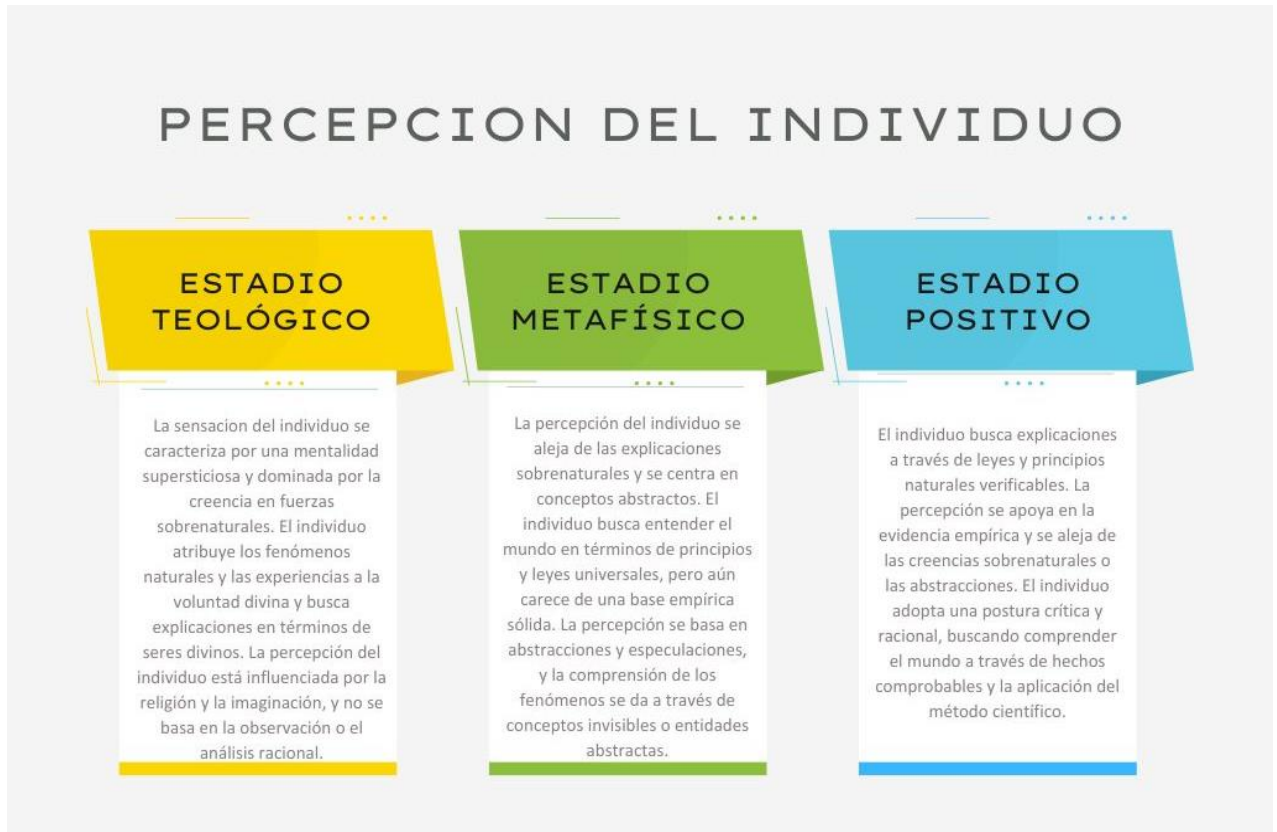 PERCEPCION DEL INDIVIDUO
ESTADIO
TEOLÓGICO
La sensacion del individuo se
caracteriza por una mentalidad
supersticiosa y dominada por la
creencia en fuerzas
sobrenaturales. El individuo
atribuye los fenómenos
naturales y las experiencias a la
voluntad divina y busca
explicaciones en términos de
seres divinos. La percepción del
individuo está influenciada por la
religión y la imaginación, y no se
basa en la observación o el
análisis racional.
ESTADIO
METAFÍSICO
La percepción del individuo se
aleja de las explicaciones
sobrenaturales y se centra en
conceptos abstractos. El
individuo busca entender el
mundo en términos de principios
y leyes universales, pero aún
carece de una base empírica
sólida. La percepción se basa en
abstracciones y especulaciones,
y la comprensión de los
fenómenos se da a través de
conceptos invisibles o entidades
abstractas.
ESTADIO
POSITIVO
El individuo busca explicaciones
a través de leyes y principios
naturales verificables. La
percepción se apoya en la
evidencia empírica y se aleja de
las creencias sobrenaturales o
las abstracciones. El individuo
adopta una postura crítica y
racional, buscando comprender
el mundo a través de hechos
comprobables y la aplicación del
método científico.